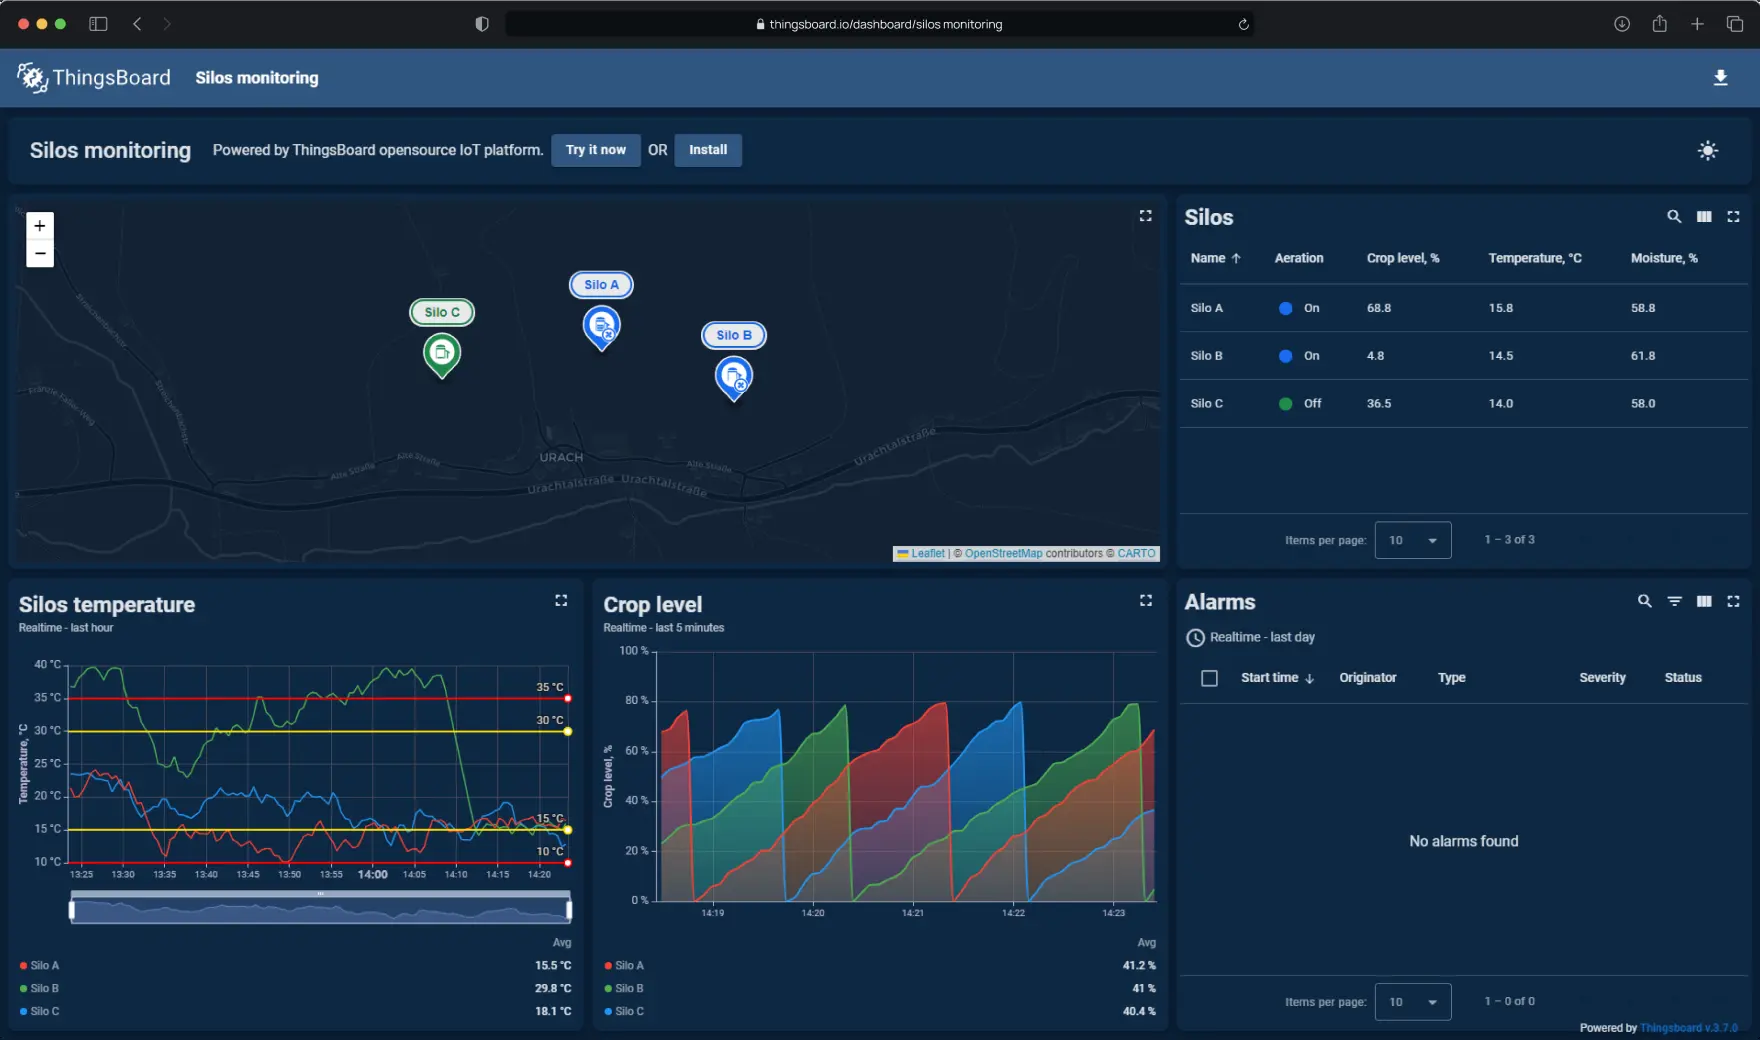 thingsboard.io/dashboard/silos monitoring
ThingsBoard Silos monitoring
Silos monitoring Powered by ThingsBoard opensource IoT platform. Try it now OR Install
+
−
Silo A
Silo C
Silo B
Streichenbachstr.
Streichenbachstr.
Fränzle-Käfer-Weg
URACH
Alte Straße
Alte Straße
Alte Straße
Urachtalstraße
Urachtalstraße
Urachtalstraße
Leaflet | © OpenStreetMap contributors © CARTO
Silos
Name ↑ Aeration Crop level, % Temperature, °C Moisture, %
Silo A On 68.8 15.8 58.8
Silo B On 4.8 14.5 61.8
Silo C Off 36.5 14.0 58.0
Items per page: 10 1 – 3 of 3
Silos temperature
Realtime - last hour
Temperature, °C
40 °C
35 °C
30 °C
25 °C
20 °C
15 °C
10 °C
35 °C
30 °C
15 °C
10 °C
13:25 13:30 13:35 13:40 13:45 13:50 13:55 14:00 14:05 14:10 14:15 14:20
Avg
Silo A 15.5 °C
Silo B 29.8 °C
Silo C 18.1 °C
Crop level
Realtime - last 5 minutes
Crop level, %
100 %
80 %
60 %
40 %
20 %
0 %
14:19 14:20 14:21 14:22 14:23
Avg
Silo A 41.2 %
Silo B 41 %
Silo C 40.4 %
Alarms
Realtime - last day
Start time ↓ Originator Type Severity Status
No alarms found
Items per page: 10 1 – 0 of 0
Powered by Thingsboard v.3.7.0